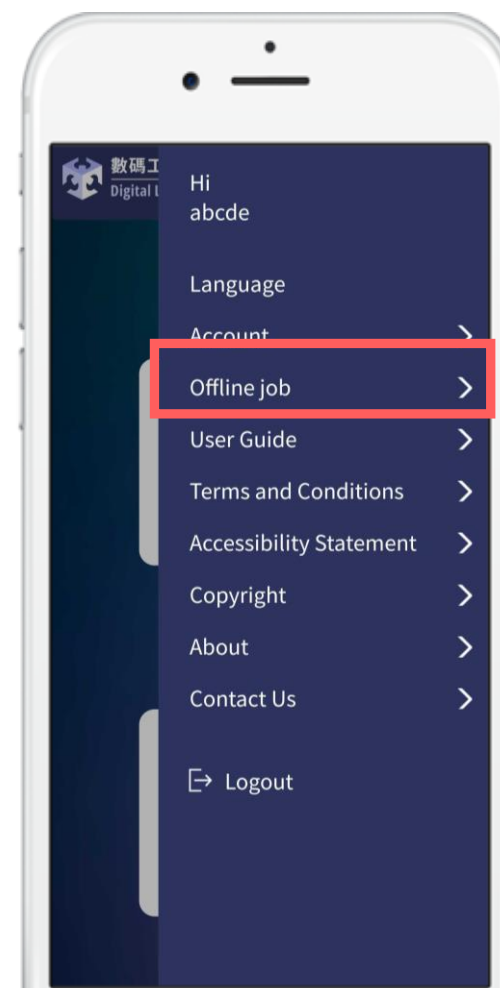 數碼工
Digital L
Hi
abcde
Language
Account
Offline job
User Guide
Terms and Conditions
Accessibility Statement
Copyright
About
Contact Us
Logout